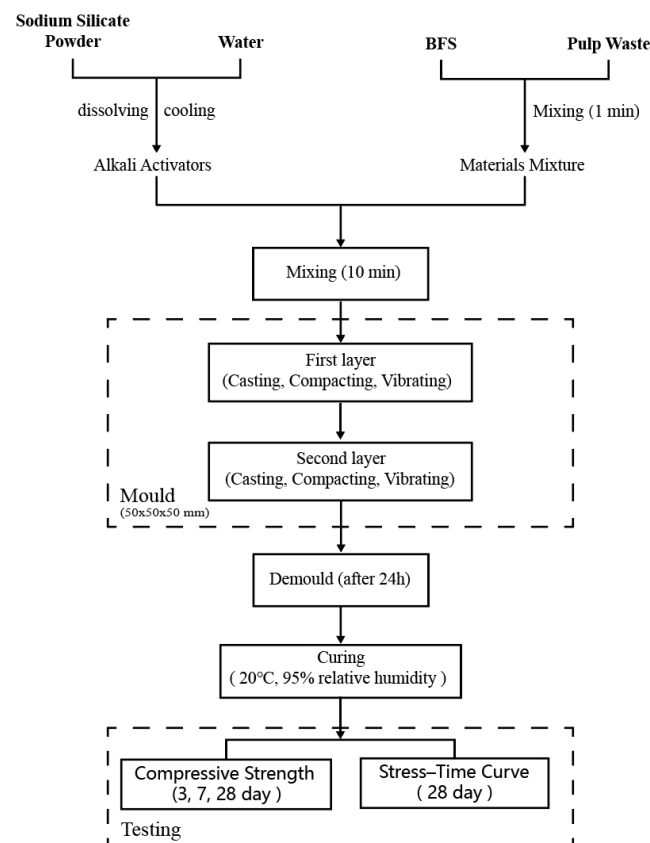 Sodium Silicate
Powder
Water
BFS
Pulp Waste
dissolving
cooling
Mixing (1 min)
Alkali Activators
Materials Mixture
Mixing (10 min)
First layer
(Casting, Compacting, Vibrating)
Second layer
(Casting, Compacting, Vibrating)
Mould
(50x50x50 mm)
Demould (after 24h)
Curing
( 20℃, 95% relative humidity )
Compressive Strength
(3, 7, 28 day )
Stress–Time Curve
( 28 day )
Testing